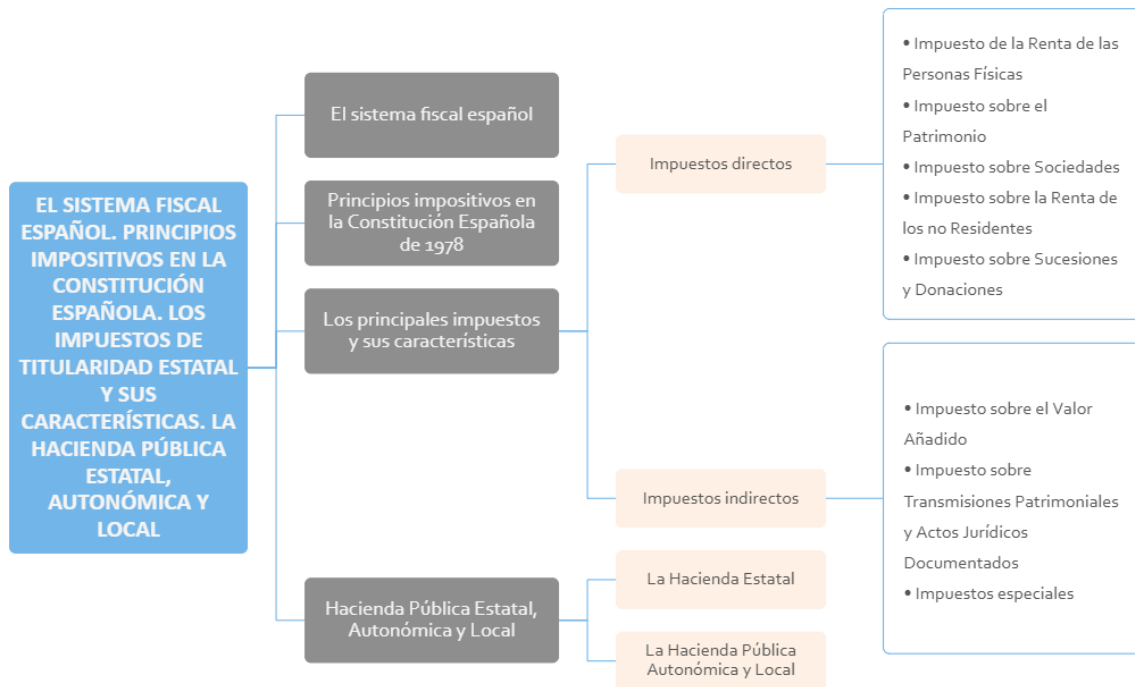 EL SISTEMA FISCAL
ESPAÑOL. PRINCIPIOS
IMPOSITIVOS EN LA
CONSTITUCIÓN
ESPAÑOLA. LOS
IMPUESTOS DE
TITULARIDAD ESTATAL
Y SUS
CARACTERÍSTICAS. LA
HACIENDA PÚBLICA
ESTATAL,
AUTONÓMICA Y
LOCAL
El sistema fiscal español
Principios impositivos en
la Constitución Española
de 1978
Los principales impuestos
y sus características
Impuestos directos
• Impuesto de la Renta de las
Personas Físicas
• Impuesto sobre el
Patrimonio
• Impuesto sobre Sociedades
• Impuesto sobre la Renta de
los no Residentes
• Impuesto sobre Sucesiones
y Donaciones
Impuestos indirectos
• Impuesto sobre el Valor
Añadido
• Impuesto sobre
Transmisiones Patrimoniales
y Actos Jurídicos
Documentados
• Impuestos especiales
Hacienda Pública Estatal,
Autonómica y Local
La Hacienda Estatal
La Hacienda Pública
Autonómica y Local